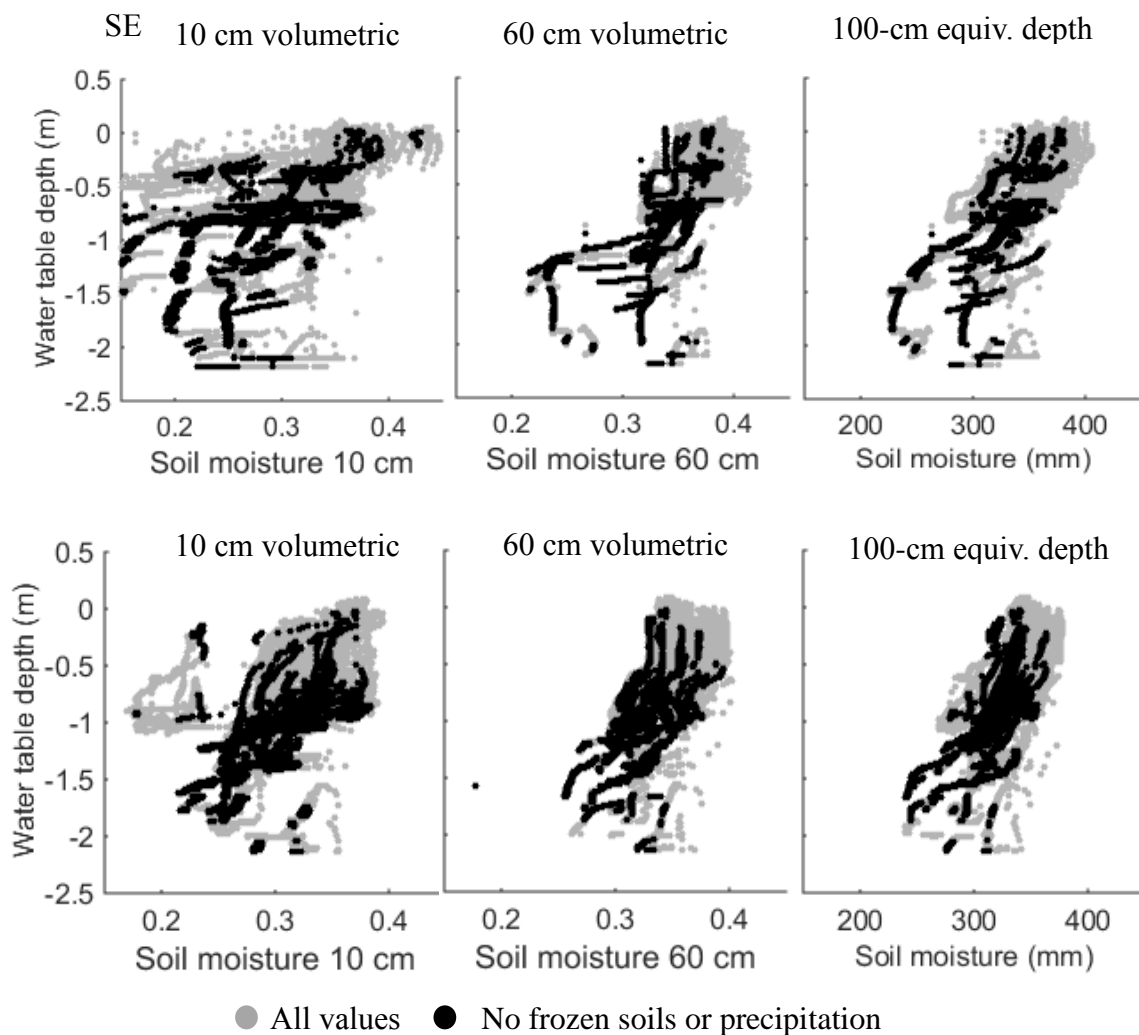 SE 10 cm volumetric 60 cm volumetric 100-cm equiv. depth
0.5
0
-0.5
-1
-1.5
-2
-2.5
Water table depth (m)
0.2 0.3 0.4 0.2 0.3 0.4 200 300 400
Soil moisture 10 cm Soil moisture 60 cm Soil moisture (mm)
10 cm volumetric 60 cm volumetric 100-cm equiv. depth
0.5
0
-0.5
-1
-1.5
-2
-2.5
Water table depth (m)
0.2 0.3 0.4 0.2 0.3 0.4 200 300 400
Soil moisture 10 cm Soil moisture 60 cm Soil moisture (mm)
All values No frozen soils or precipitation